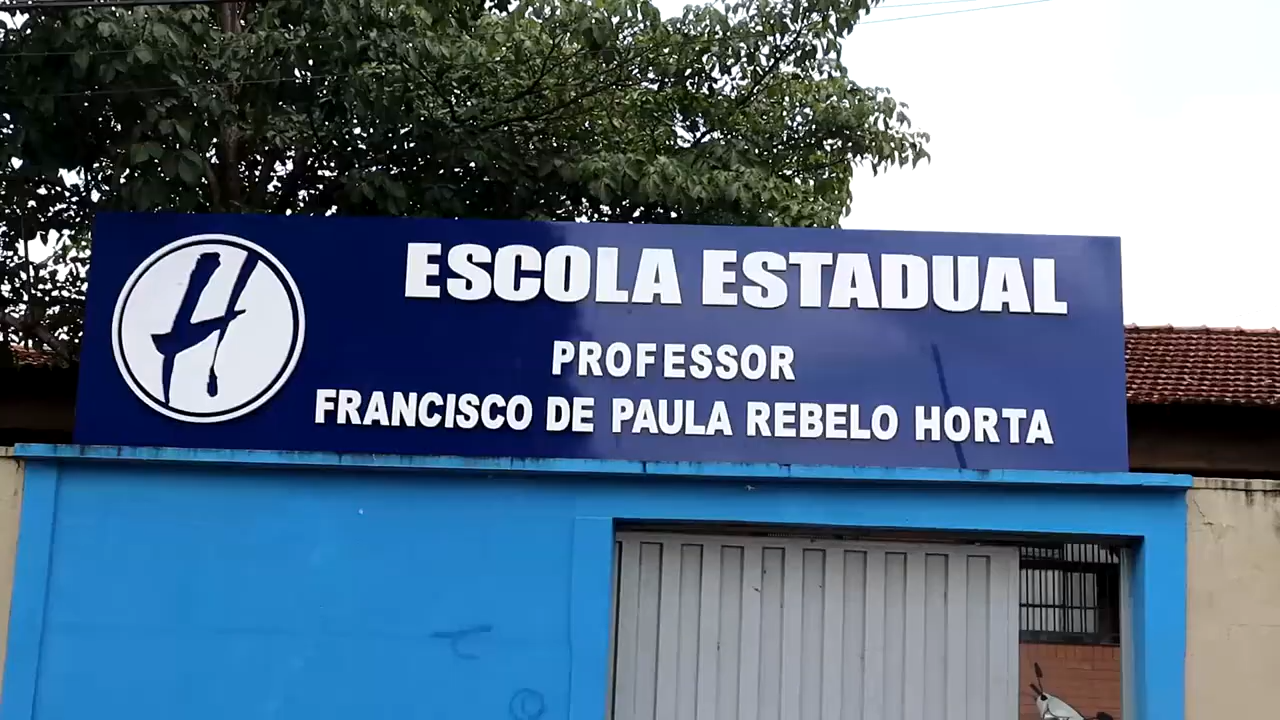 H
ESCOLA ESTADUAL
PROFESSOR
FRANCISCO DE PAULA REBELO HORTA